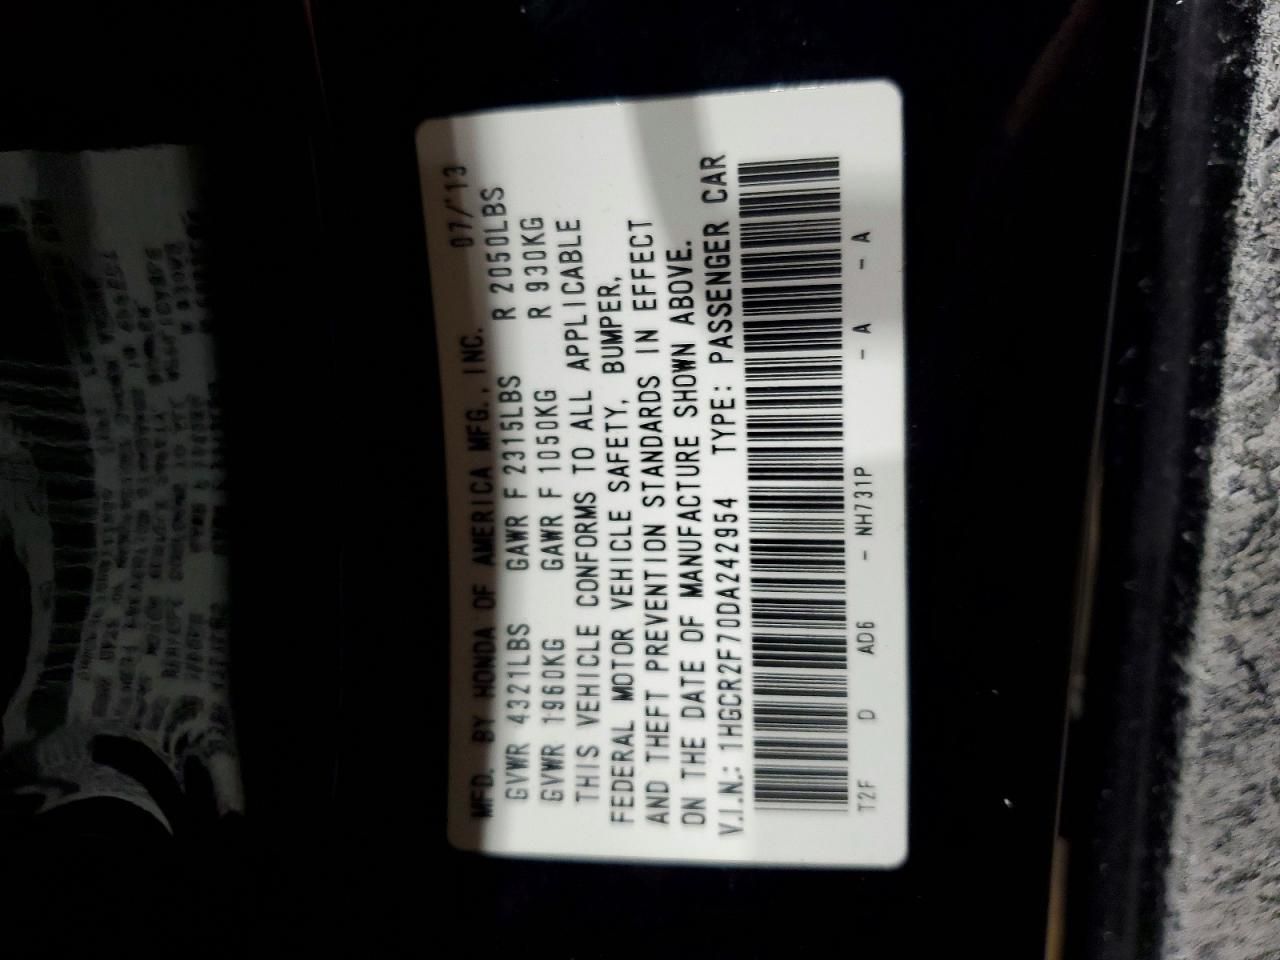 MFD. BY HONDA OF AMERICA MFG., INC. 07/'13
GVWR 4321LBS GAWR F 2315LBS R 2050LBS
GVWR 1960KG GAWR F 1050KG R 930KG
THIS VEHICLE CONFORMS TO ALL APPLICABLE
FEDERAL MOTOR VEHICLE SAFETY, BUMPER,
AND THEFT PREVENTION STANDARDS IN EFFECT
ON THE DATE OF MANUFACTURE SHOWN ABOVE.
V.I.N.: 1HGCR2F70DA242954 TYPE: PASSENGER CAR
T2F D AD6 - NH731P - A - A